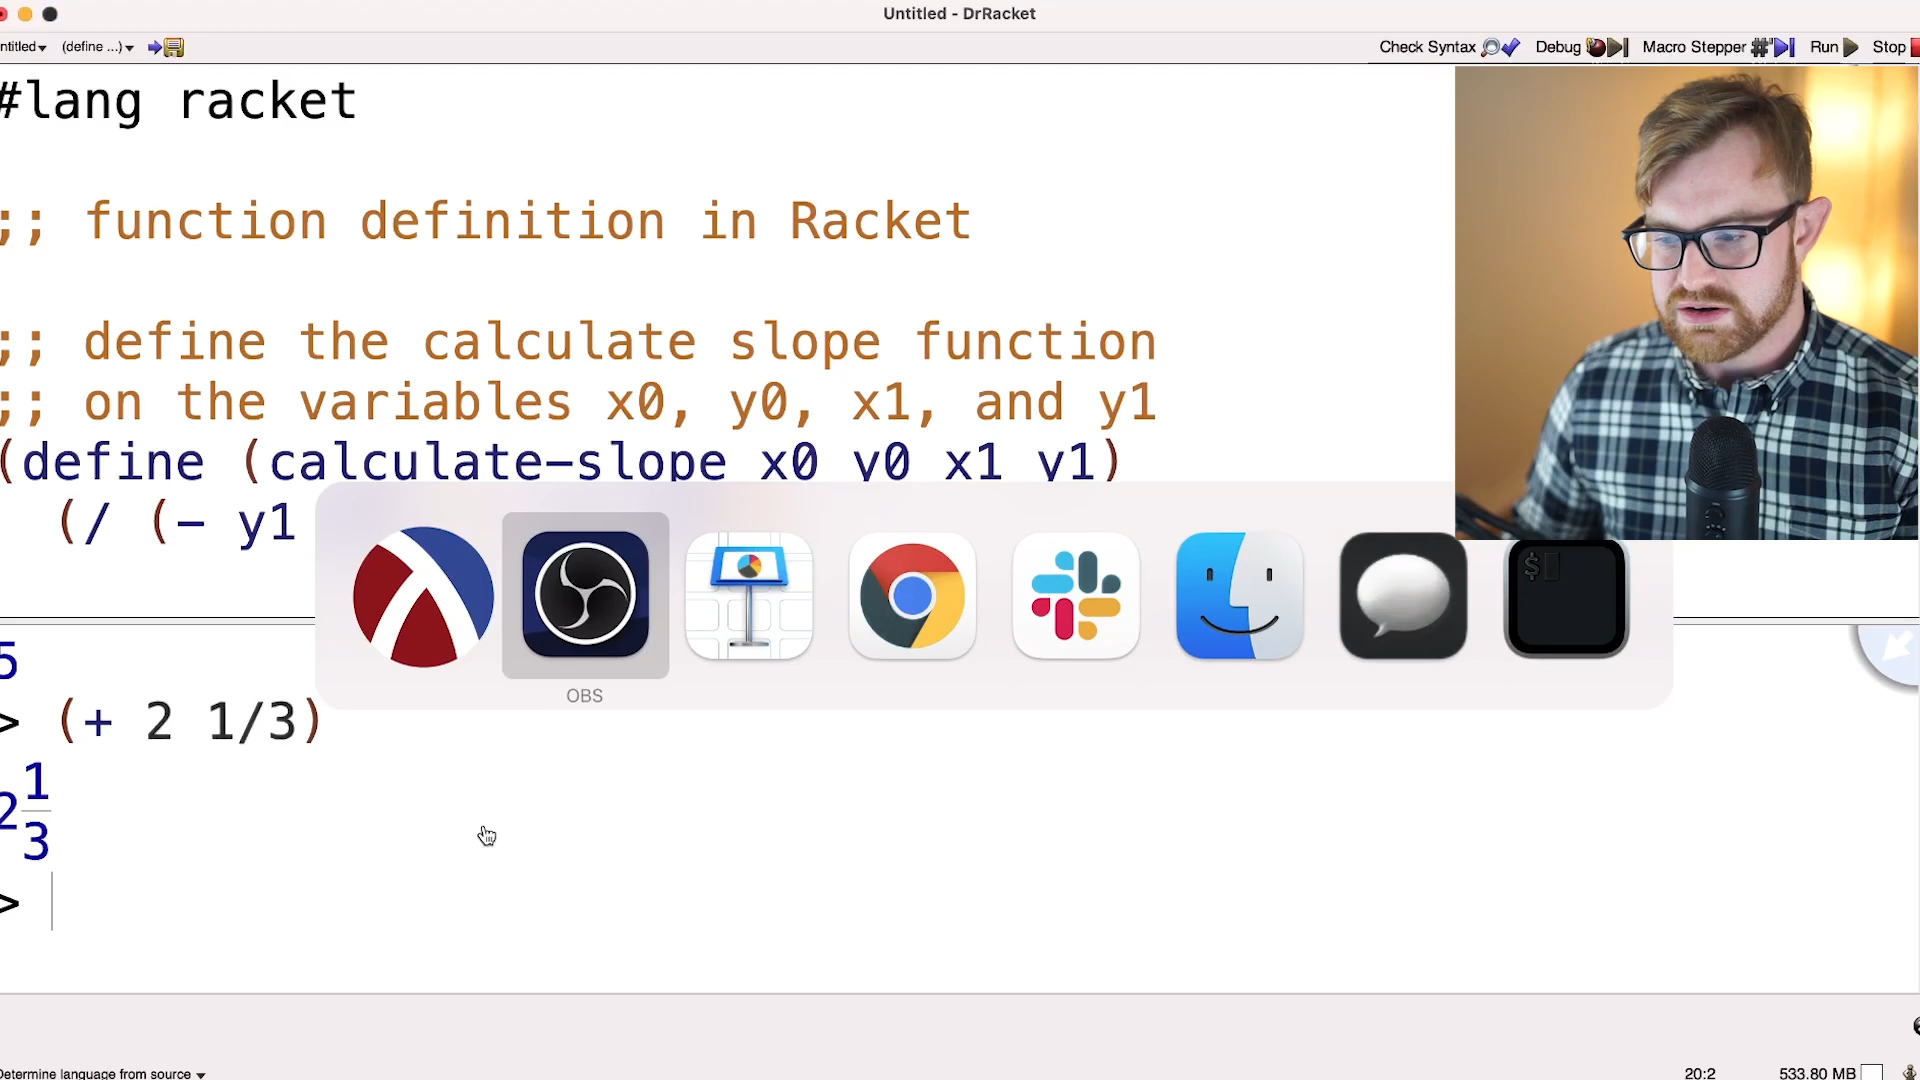 Untitled - DrRacket
ntitled
(define ...)
Check Syntax
Debug
Macro Stepper
#'
Run
Stop
#lang racket
;; function definition in Racket
;; define the calculate slope function
;; on the variables x0, y0, x1, and y1
(define (calculate-slope x0 y0 x1 y1)
(/ (- y1
$
OBS
5
> (+ 2 1/3)
2 1
3
>
Determine language from source
20:2
533.80 MB